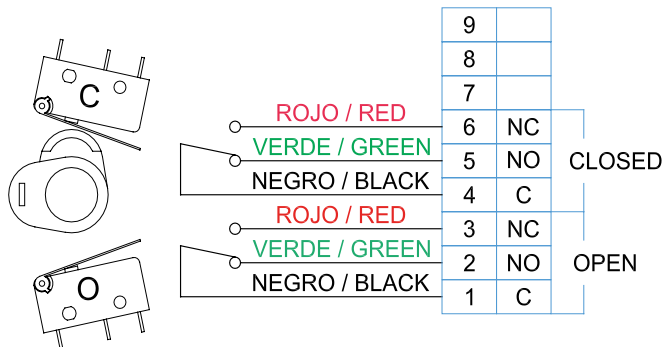 9
8
7
C
ROJO / RED 6 NC
VERDE / GREEN 5 NO CLOSED
NEGRO / BLACK 4 C
ROJO / RED 3 NC
VERDE / GREEN 2 NO OPEN
O
NEGRO / BLACK 1 C